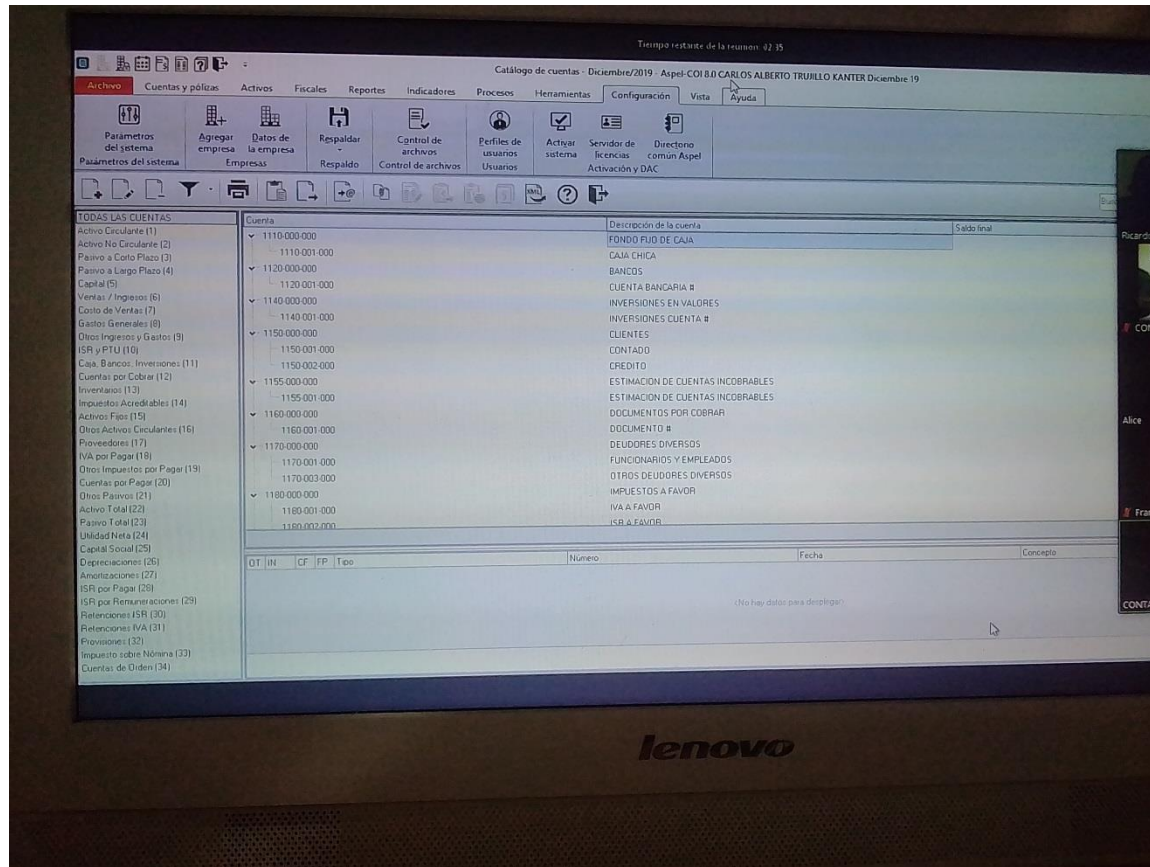 Tiempo restante de la reunion: 02:35
Catálogo de cuentas - Diciembre/2019 - Aspel-COI 8.0 CARLOS ALBERTO TRUJILLO KANTER Diciembre 19
Archivo Cuentas y pólizas Activos Fiscales Reportes Indicadores Procesos Herramientas Configuración Vista Ayuda
Parámetros del sistema
Agregar empresa
Datos de la empresa
Respaldar
Control de archivos
Perfiles de usuarios
Activar sistema
Servidor de licencias
Directorio común Aspel
Parámetros del sistema Empresas Respaldo Control de archivos Usuarios Activación y DAC
XML
TODAS LAS CUENTAS
Activo Circulante (1)
Activo No Circulante (2)
Pasivo a Corto Plazo (3)
Pasivo a Largo Plazo (4)
Capital (5)
Ventas / Ingresos (6)
Costo de Ventas (7)
Gastos Generales (8)
Otros Ingresos y Gastos (9)
ISR y PTU (10)
Caja, Bancos, Inversiones (11)
Cuentas por Cobrar (12)
Inventarios (13)
Impuestos Acreditables (14)
Activos Fijos (15)
Otros Activos Circulantes (16)
Proveedores (17)
IVA por Pagar (18)
Otros Impuestos por Pagar (19)
Cuentas por Pagar (20)
Otros Pasivos (21)
Activo Total (22)
Pasivo Total (23)
Utilidad Neta (24)
Capital Social (25)
Depreciaciones (26)
Amortizaciones (27)
ISR por Pagar (28)
ISR por Remuneraciones (29)
Retenciones ISR (30)
Retenciones IVA (31)
Provisiones (32)
Impuesto sobre Nómina (33)
Cuentas de Orden (34)
Cuenta Descripción de la cuenta Saldo final
1110-000-000 FONDO FIJO DE CAJA
1110-001-000 CAJA CHICA
1120-000-000 BANCOS
1120-001-000 CUENTA BANCARIA #
1140-000-000 INVERSIONES EN VALORES
1140-001-000 INVERSIONES CUENTA #
1150-000-000 CLIENTES
1150-001-000 CONTADO
1150-002-000 CREDITO
1155-000-000 ESTIMACION DE CUENTAS INCOBRABLES
1155-001-000 ESTIMACION DE CUENTAS INCOBRABLES
1160-000-000 DOCUMENTOS POR COBRAR
1160-001-000 DOCUMENTO #
1170-000-000 DEUDORES DIVERSOS
1170-001-000 FUNCIONARIOS Y EMPLEADOS
1170-003-000 OTROS DEUDORES DIVERSOS
1180-000-000 IMPUESTOS A FAVOR
1180-001-000 IVA A FAVOR
1180-002-000 ISR A FAVOR
OT IN CF FP Tipo Número Fecha Concepto
<No hay datos para desplegar>
Ricard
CON
Alice
Fran
CONTA
lenovo